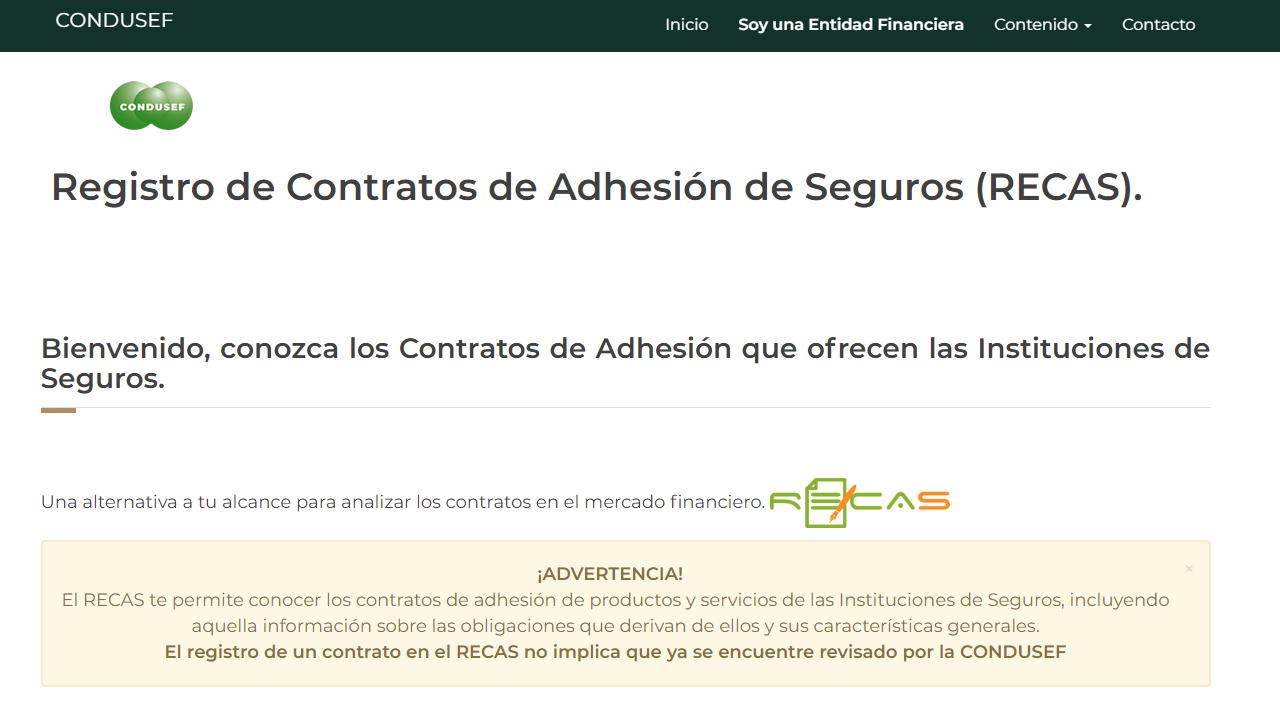 CONDUSEF
Inicio
Soy una Entidad Financiera
Contenido
Contacto
CONDUSEF
Registro de Contratos de Adhesión de Seguros (RECAS).
Bienvenido, conozca los Contratos de Adhesión que ofrecen las Instituciones de
Seguros.
Una alternativa a tu alcance para analizar los contratos en el mercado financiero. RECAS
¡ADVERTENCIA!
×
El RECAS te permite conocer los contratos de adhesión de productos y servicios de las Instituciones de Seguros, incluyendo
aquella información sobre las obligaciones que derivan de ellos y sus características generales.
El registro de un contrato en el RECAS no implica que ya se encuentre revisado por la CONDUSEF